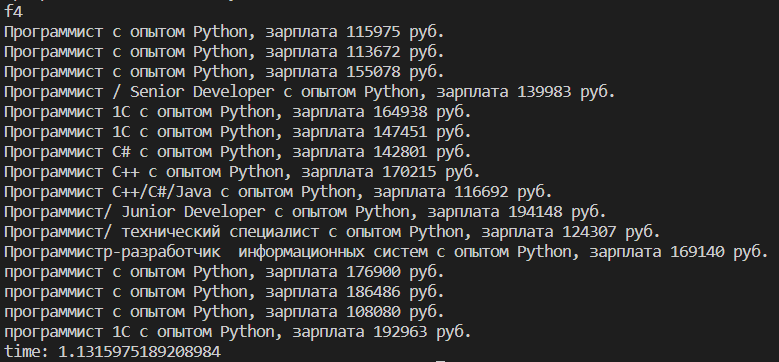 f4
Программист с опытом Python, зарплата 115975 руб.
Программист с опытом Python, зарплата 113672 руб.
Программист с опытом Python, зарплата 155078 руб.
Программист / Senior Developer с опытом Python, зарплата 139983 руб.
Программист 1C с опытом Python, зарплата 164938 руб.
Программист 1С с опытом Python, зарплата 147451 руб.
Программист C# с опытом Python, зарплата 142801 руб.
Программист C++ с опытом Python, зарплата 170215 руб.
Программист C++/C#/Java с опытом Python, зарплата 116692 руб.
Программист/ Junior Developer с опытом Python, зарплата 194148 руб.
Программист/ технический специалист с опытом Python, зарплата 124307 руб.
Программистр-разработчик  информационных систем с опытом Python, зарплата 169140 руб.
программист с опытом Python, зарплата 176900 руб.
программист с опытом Python, зарплата 186486 руб.
программист с опытом Python, зарплата 108080 руб.
программист 1С с опытом Python, зарплата 192963 руб.
time: 1.1315975189208984